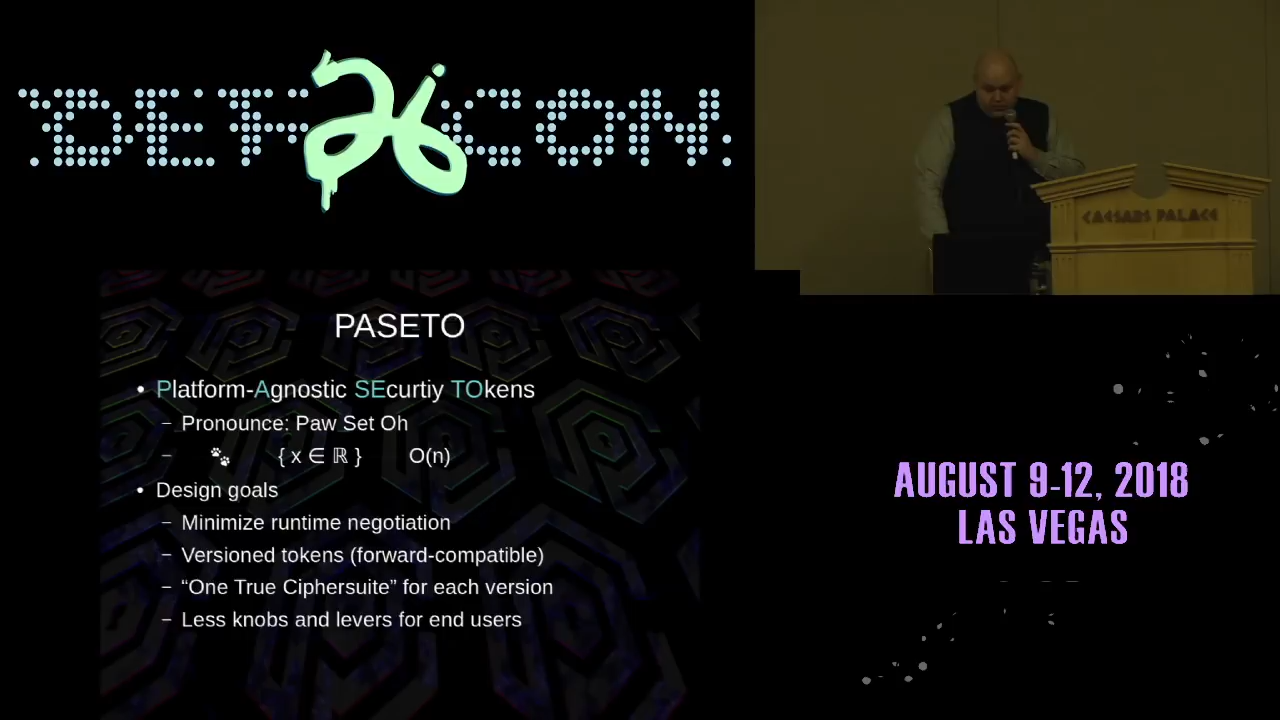 DEF CON
26
CAESARS PALACE
PASETO
• Platform-Agnostic SEcurtiy TOkens
– Pronounce: Paw Set Oh
– 🐾 { x ∈ ℝ } O(n)
• Design goals
– Minimize runtime negotiation
– Versioned tokens (forward-compatible)
– “One True Ciphersuite” for each version
– Less knobs and levers for end users
AUGUST 9-12, 2018
LAS VEGAS